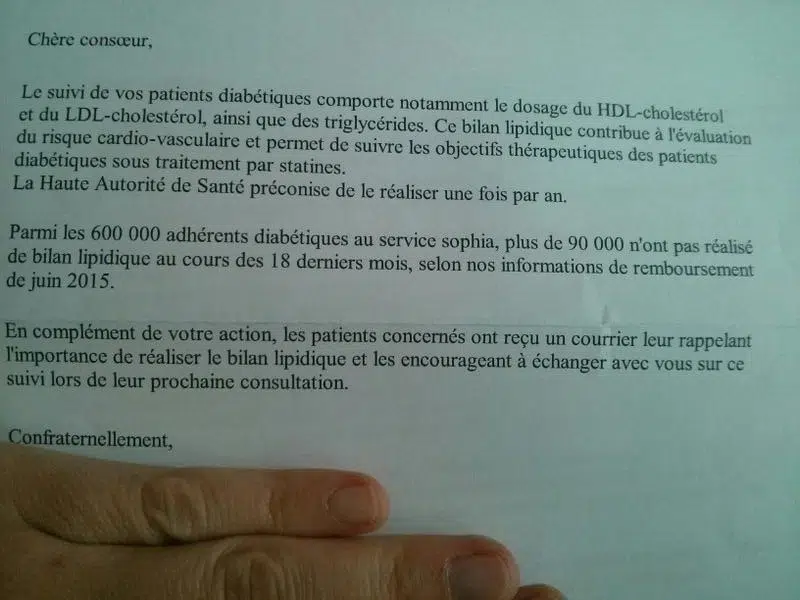 Chère consœur,
Le suivi de vos patients diabétiques comporte notamment le dosage du HDL-cholestérol
et du LDL-cholestérol, ainsi que des triglycérides. Ce bilan lipidique contribue à l'évaluation
du risque cardio-vasculaire et permet de suivre les objectifs thérapeutiques des patients
diabétiques sous traitement par statines.
La Haute Autorité de Santé préconise de le réaliser une fois par an.
Parmi les 600 000 adhérents diabétiques au service sophia, plus de 90 000 n'ont pas réalisé
de bilan lipidique au cours des 18 derniers mois, selon nos informations de remboursement
de juin 2015.
En complément de votre action, les patients concernés ont reçu un courrier leur rappelant
l'importance de réaliser le bilan lipidique et les encourageant à échanger avec vous sur ce
suivi lors de leur prochaine consultation.
Confraternellement,